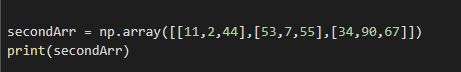 secondArr = np.array([[11,2,44],[53,7,55],[34,90,67]])
print(secondArr)